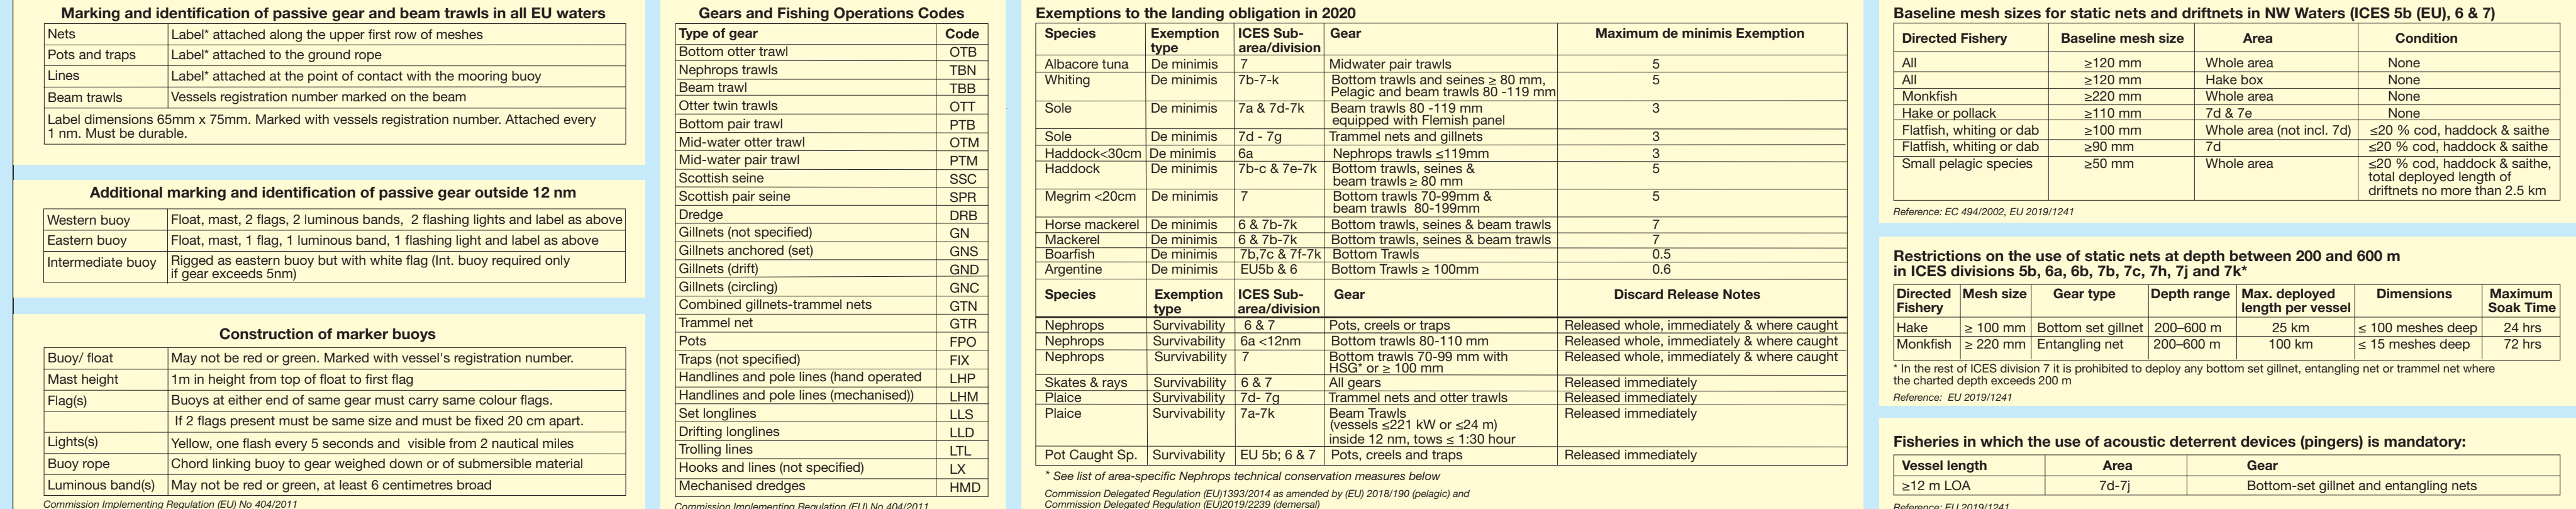 Marking and identification of passive gear and beam trawls in all EU waters
Nets Label* attached along the upper first row of meshes
Pots and traps Label* attached to the ground rope
Lines Label* attached at the point of contact with the mooring buoy
Beam trawls Vessels registration number marked on the beam
Label dimensions 65mm x 75mm. Marked with vessels registration number. Attached every
1 nm. Must be durable.
Additional marking and identification of passive gear outside 12 nm
Western buoy Float, mast, 2 flags, 2 luminous bands, 2 flashing lights and label as above
Eastern buoy Float, mast, 1 flag, 1 luminous band, 1 flashing light and label as above
Intermediate buoy Rigged as eastern buoy but with white flag (Int. buoy required only
if gear exceeds 5nm)
Construction of marker buoys
Buoy/ float May not be red or green. Marked with vessel's registration number.
Mast height 1m in height from top of float to first flag
Flag(s) Buoys at either end of same gear must carry same colour flags.
If 2 flags present must be same size and must be fixed 20 cm apart.
Lights(s) Yellow, one flash every 5 seconds and visible from 2 nautical miles
Buoy rope Chord linking buoy to gear weighed down or of submersible material
Luminous band(s) May not be red or green, at least 6 centimetres broad
Commission Implementing Regulation (EU) No 404/2011
Gears and Fishing Operations Codes
Type of gear Code
Bottom otter trawl OTB
Nephrops trawls TBN
Beam trawl TBB
Otter twin trawls OTT
Bottom pair trawl PTB
Mid-water otter trawl OTM
Mid-water pair trawl PTM
Scottish seine SSC
Scottish pair seine SPR
Dredge DRB
Gillnets (not specified) GN
Gillnets anchored (set) GNS
Gillnets (drift) GND
Gillnets (circling) GNC
Combined gillnets-trammel nets GTN
Trammel net GTR
Pots FPO
Traps (not specified) FIX
Handlines and pole lines (hand operated LHP
Handlines and pole lines (mechanised)) LHM
Set longlines LLS
Drifting longlines LLD
Trolling lines LTL
Hooks and lines (not specified) LX
Mechanised dredges HMD
Commission Implementing Regulation (EU) No 404/2011
Exemptions to the landing obligation in 2020
Species Exemption ICES Sub- Gear Maximum de minimis Exemption
type area/division
Albacore tuna De minimis 7 Midwater pair trawls 5
Whiting De minimis 7b-7-k Bottom trawls and seines ≥ 80 mm, 5
Pelagic and beam trawls 80 -119 mm
Sole De minimis 7a & 7d-7k Beam trawls 80 -119 mm 3
equipped with Flemish panel
Sole De minimis 7d - 7g Trammel nets and gillnets 3
Haddock<30cm De minimis 6a Nephrops trawls ≤119mm 3
Haddock De minimis 7b-c & 7e-7k Bottom trawls, seines & 5
beam trawls ≥ 80 mm
Megrim <20cm De minimis 7 Bottom trawls 70-99mm & 5
beam trawls 80-199mm
Horse mackerel De minimis 6 & 7b-7k Bottom trawls, seines & beam trawls 7
Mackerel De minimis 6 & 7b-7k Bottom trawls, seines & beam trawls 7
Boarfish De minimis 7b,7c & 7f-7k Bottom Trawls 0.5
Argentine De minimis EU5b & 6 Bottom Trawls ≥ 100mm 0.6
Species Exemption ICES Sub- Gear Discard Release Notes
type area/division
Nephrops Survivability 6 & 7 Pots, creels or traps Released whole, immediately & where caught
Nephrops Survivability 6a <12nm Bottom trawls 80-110 mm Released whole, immediately & where caught
Nephrops Survivability 7 Bottom trawls 70-99 mm with Released whole, immediately & where caught
HSG* or ≥ 100 mm
Skates & rays Survivability 6 & 7 All gears Released immediately
Plaice Survivability 7d- 7g Trammel nets and otter trawls Released immediately
Plaice Survivability 7a-7k Beam Trawls Released immediately
(vessels ≤221 kW or ≤24 m)
inside 12 nm, tows ≤ 1:30 hour
Pot Caught Sp. Survivability EU 5b; 6 & 7 Pots, creels and traps Released immediately
* See list of area-specific Nephrops technical conservation measures below
Commission Delegated Regulation (EU)1393/2014 as amended by (EU) 2018/190 (pelagic) and
Commission Delegated Regulation (EU)2019/2239 (demersal)
Baseline mesh sizes for static nets and driftnets in NW Waters (ICES 5b (EU), 6 & 7)
Directed Fishery Baseline mesh size Area Condition
All ≥120 mm Whole area None
All ≥120 mm Hake box None
Monkfish ≥220 mm Whole area None
Hake or pollack ≥110 mm 7d & 7e None
Flatfish, whiting or dab ≥100 mm Whole area (not incl. 7d) ≤20 % cod, haddock & saithe
Flatfish, whiting or dab ≥90 mm 7d ≤20 % cod, haddock & saithe
Small pelagic species ≥50 mm Whole area ≤20 % cod, haddock & saithe,
total deployed length of
driftnets no more than 2.5 km
Reference: EC 494/2002, EU 2019/1241
Restrictions on the use of static nets at depth between 200 and 600 m
in ICES divisions 5b, 6a, 6b, 7b, 7c, 7h, 7j and 7k*
Directed Mesh size Gear type Depth range Max. deployed Dimensions Maximum
Fishery length per vessel Soak Time
Hake ≥ 100 mm Bottom set gillnet 200–600 m 25 km ≤ 100 meshes deep 24 hrs
Monkfish ≥ 220 mm Entangling net 200–600 m 100 km ≤ 15 meshes deep 72 hrs
* In the rest of ICES division 7 it is prohibited to deploy any bottom set gillnet, entangling net or trammel net where
the charted depth exceeds 200 m
Reference: EU 2019/1241
Fisheries in which the use of acoustic deterrent devices (pingers) is mandatory:
Vessel length Area Gear
≥12 m LOA 7d-7j Bottom-set gillnet and entangling nets
Reference: EU 2019/1241